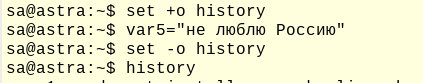 sa@astra:~$ set +o history
sa@astra:~$ var5="не люблю Россию"
sa@astra:~$ set -o history
sa@astra:~$ history